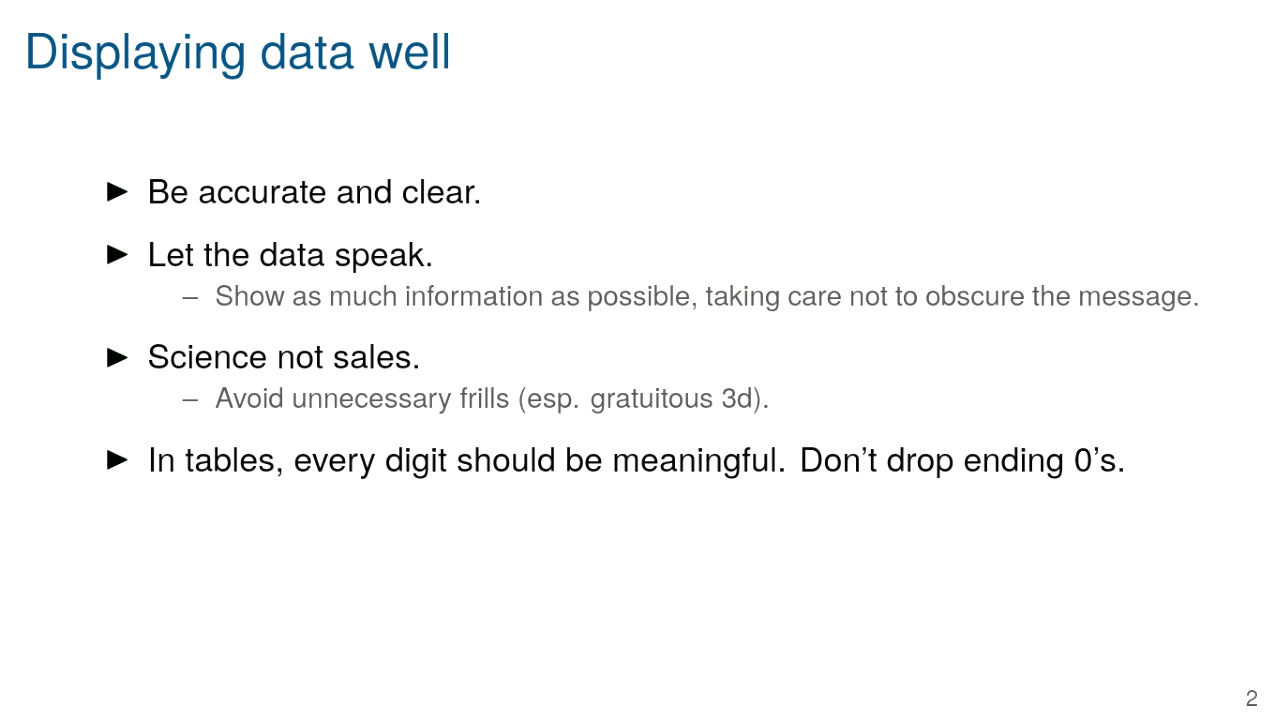 Displaying data well
▶ Be accurate and clear.
▶ Let the data speak.
– Show as much information as possible, taking care not to obscure the message.
▶ Science not sales.
– Avoid unnecessary frills (esp. gratuitous 3d).
▶ In tables, every digit should be meaningful. Don’t drop ending 0’s.
2